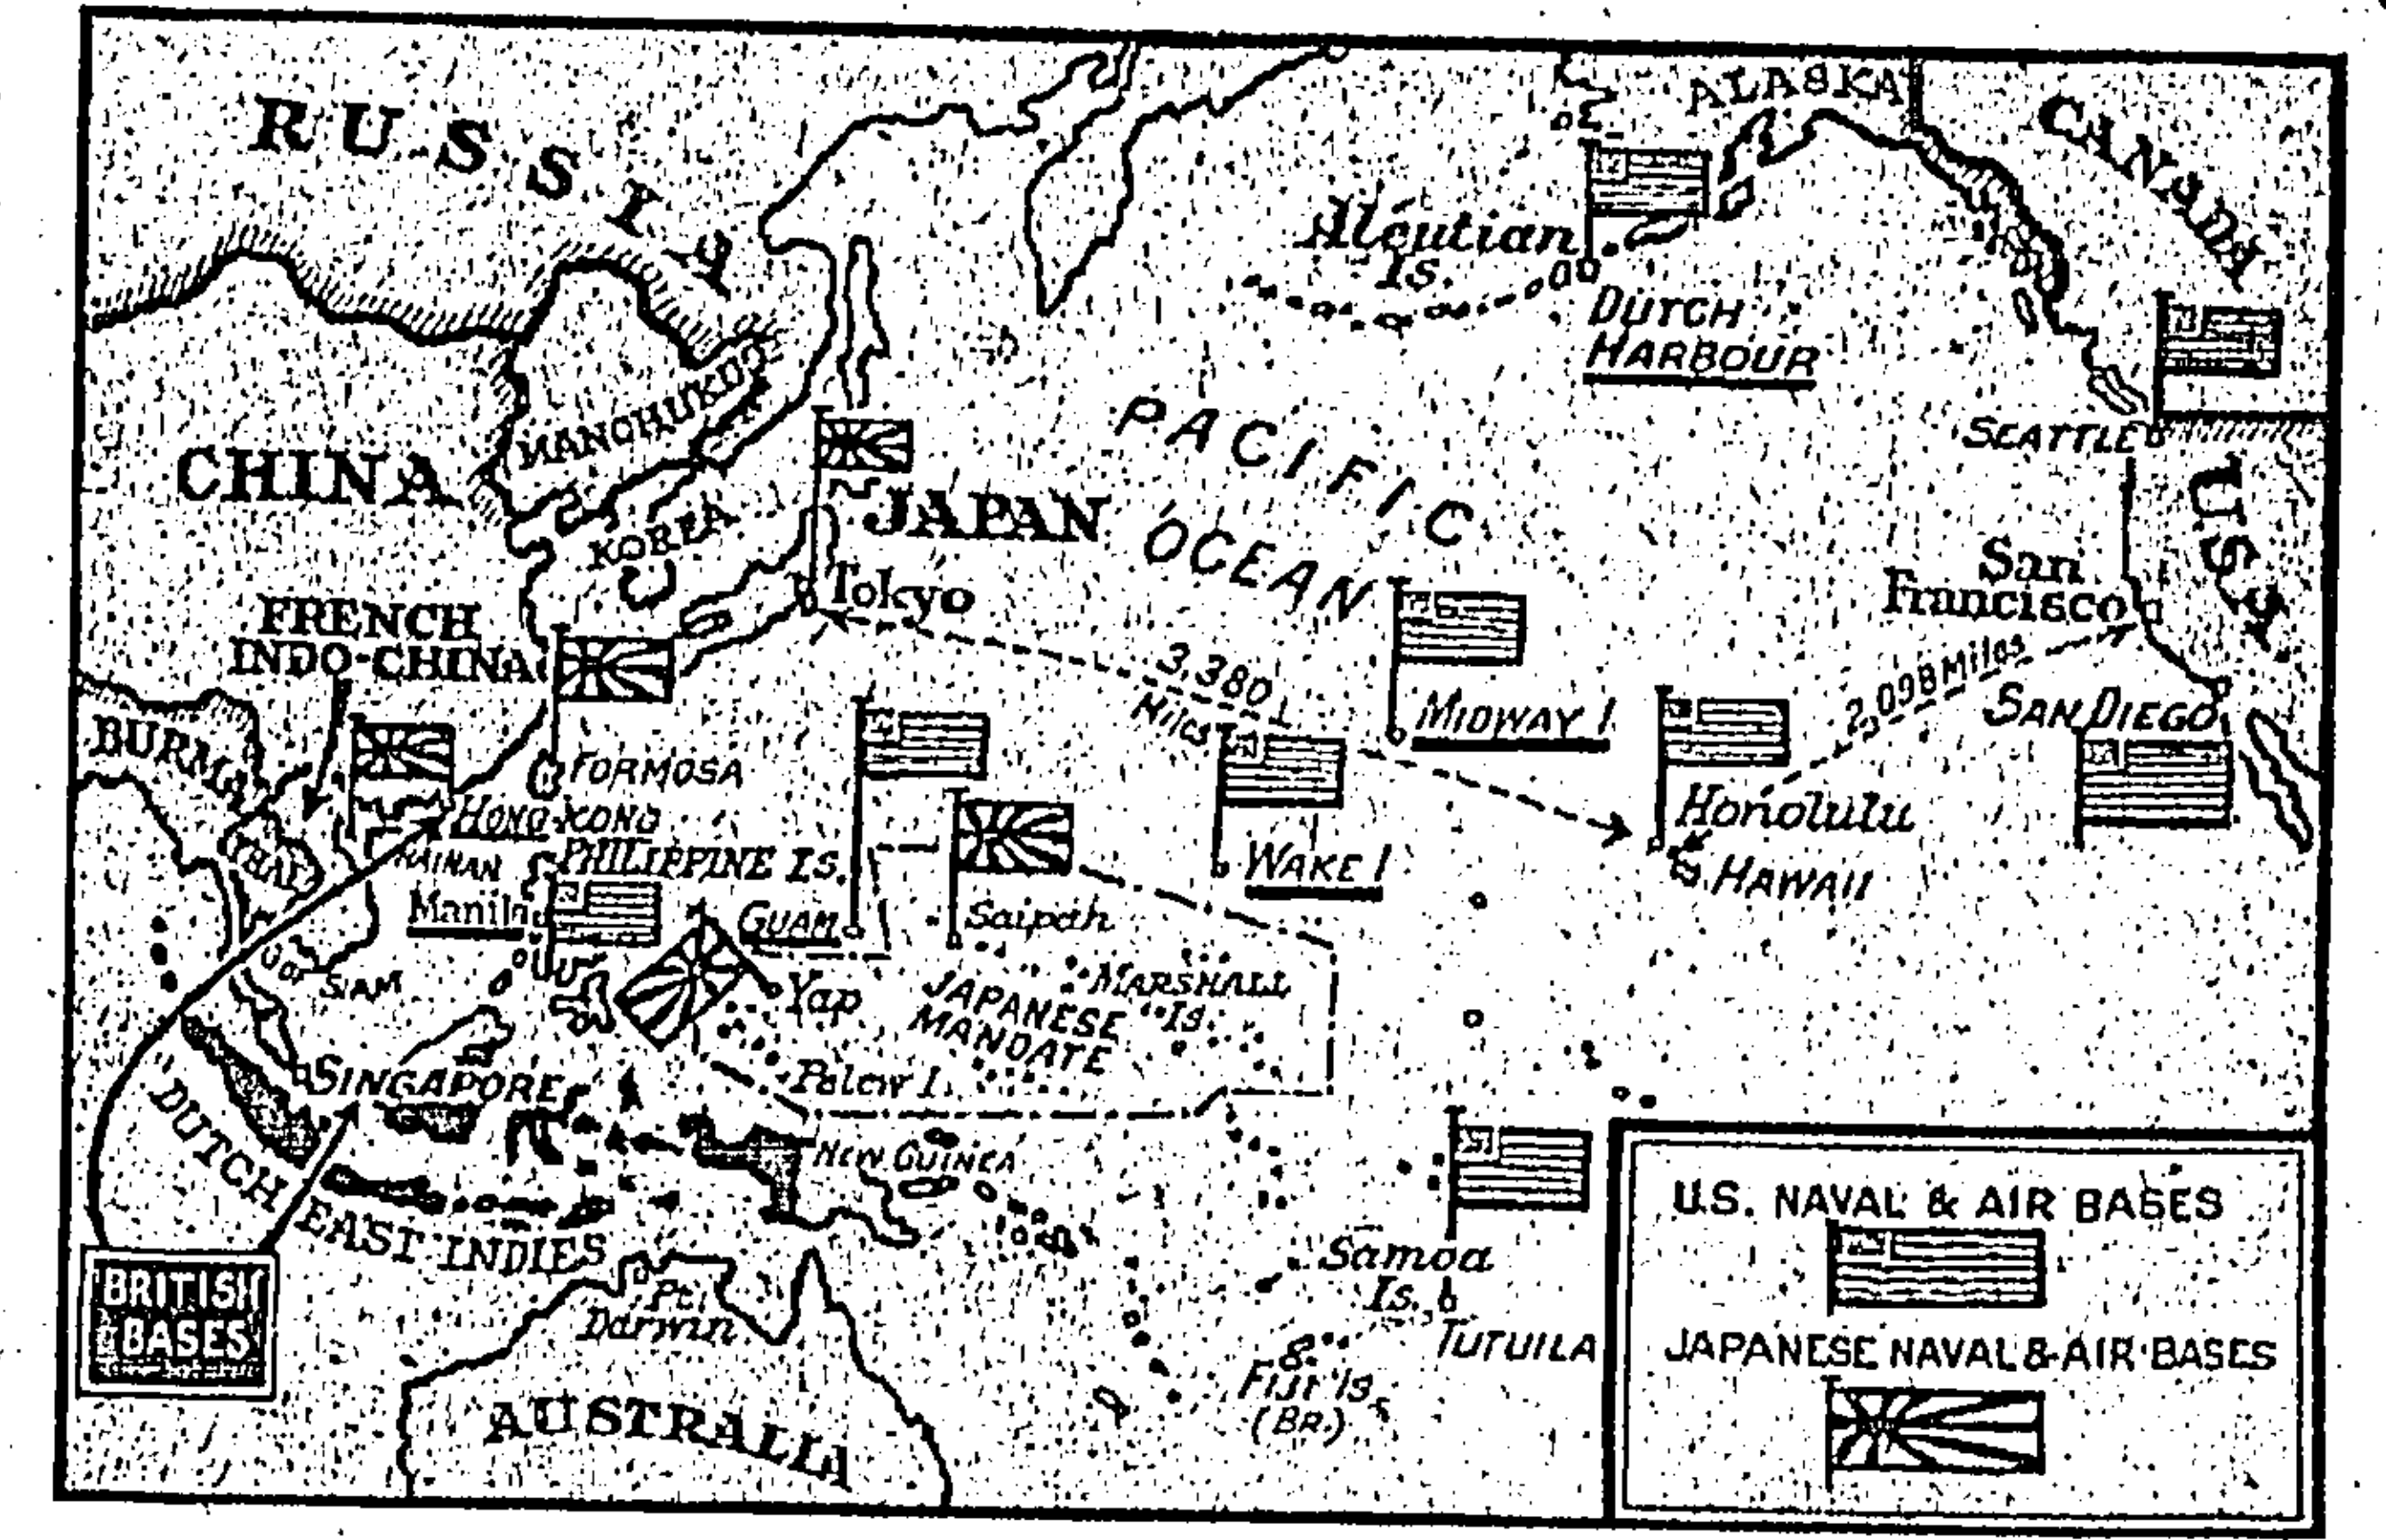 RUSSIA
ALASKA
CANADA
Aleutian
Is.
DUTCH
HARBOUR
MANCHUKUO
CHINA
SEATTLE
U.S.A
PACIFIC
OCEAN
JAPAN
KOREA
Tokyo
San
Francisco
FRENCH
INDO-CHINA
3,380
Miles
2,098 Miles
MIDWAY I
SAN DIEGO
BURMA
FORMOSA
HONG KONG
HAINAN
THAI
PHILIPPINE IS.
Manila
GUAM
Saipan
WAKE I
Honolulu
HAWAII
G of SIAM
Yap
MARSHALL
Is.
JAPANESE
MANDATE
Palew I.
SINGAPORE
DUTCH EAST INDIES
NEW GUINEA
BRITISH
BASES
Pt.
Darwin
AUSTRALIA
Samoa
Is.
TUTUILA
FIJI Is.
(BR.)
U.S. NAVAL & AIR BASES
JAPANESE NAVAL & AIR BASES